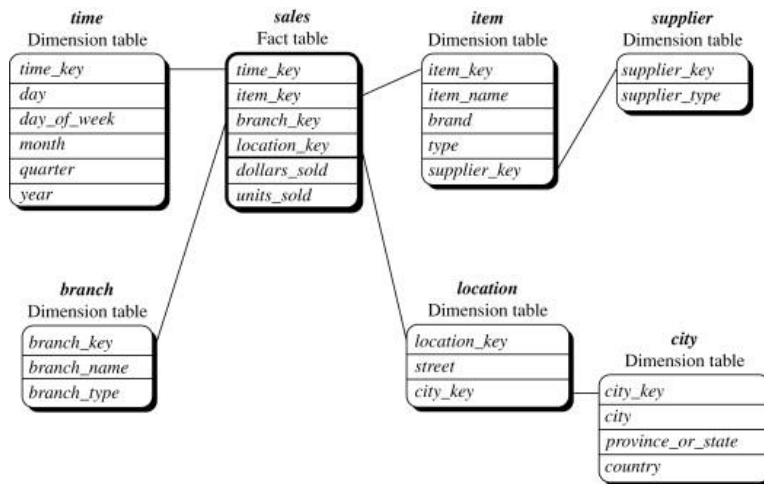 time
Dimension table
time_key
day
day_of_week
month
quarter
year
sales
Fact table
time_key
item_key
branch_key
location_key
dollars_sold
units_sold
item
Dimension table
item_key
item_name
brand
type
supplier_key
supplier
Dimension table
supplier_key
supplier_type
branch
Dimension table
branch_key
branch_name
branch_type
location
Dimension table
location_key
street
city_key
city
Dimension table
city_key
city
province_or_state
country